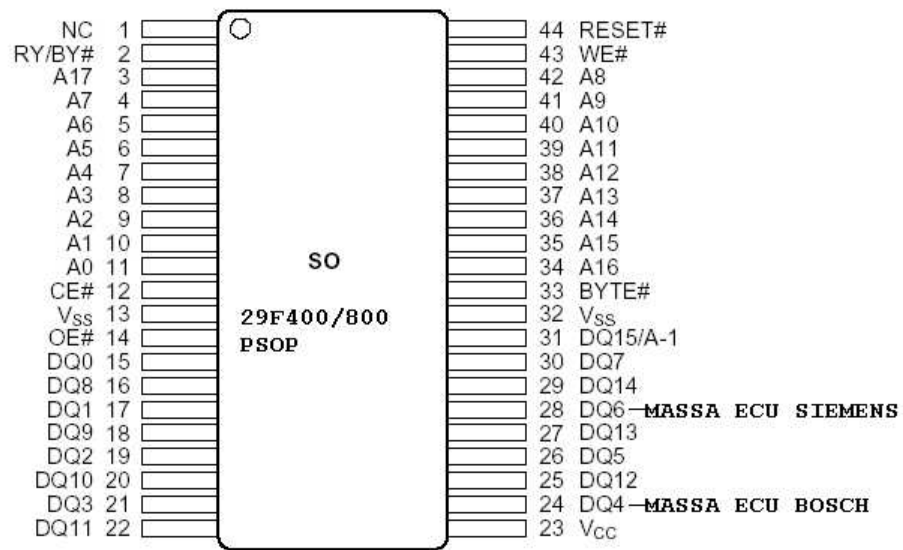 NC 1 44 RESET#
RY/BY# 2 43 WE#
A17 3 42 A8
A7 4 41 A9
A6 5 40 A10
A5 6 39 A11
A4 7 38 A12
A3 8 37 A13
A2 9 36 A14
A1 10 35 A15
A0 11 SO 34 A16
CE# 12 33 BYTE#
VSS 13 29F400/800 32 VSS
OE# 14 PSOP 31 DQ15/A-1
DQ0 15 30 DQ7
DQ8 16 29 DQ14
DQ1 17 28 DQ6 MASSA ECU SIEMENS
DQ9 18 27 DQ13
DQ2 19 26 DQ5
DQ10 20 25 DQ12
DQ3 21 24 DQ4 MASSA ECU BOSCH
DQ11 22 23 VCC